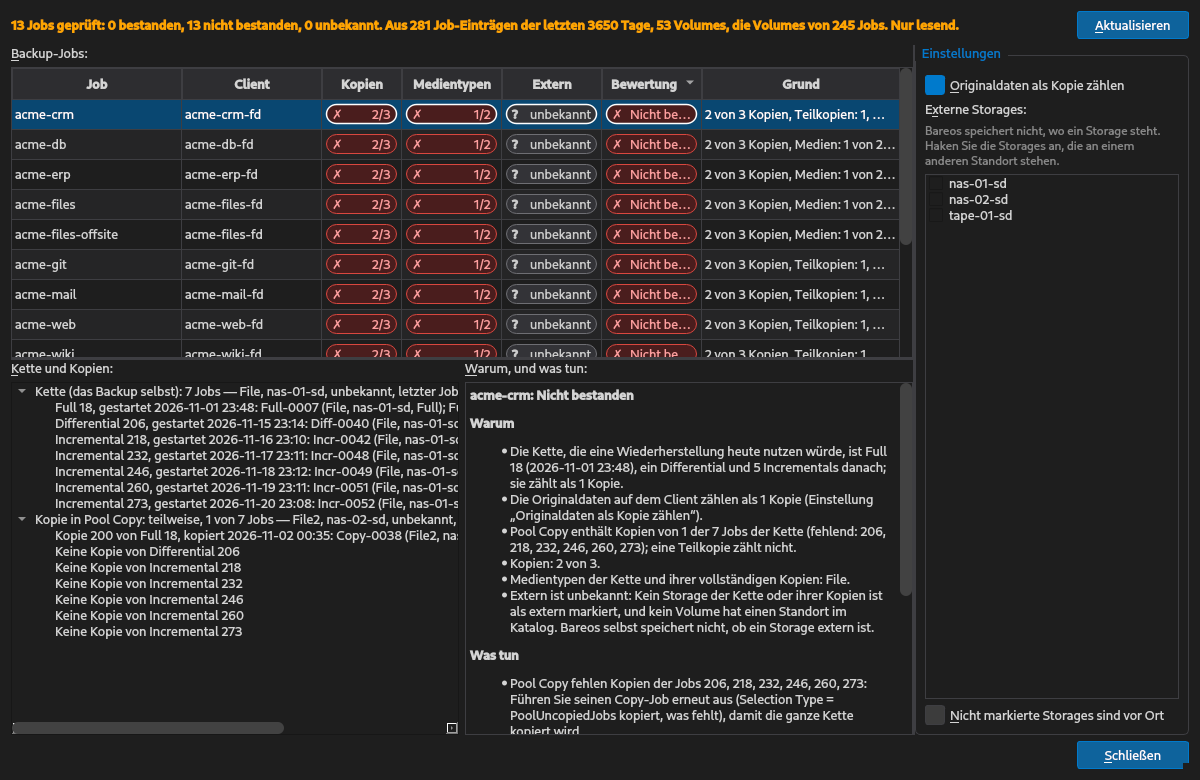 13 Jobs geprüft: 0 bestanden, 13 nicht bestanden, 0 unbekannt. Aus 281 Job-Einträgen der letzten 3650 Tage, 53 Volumes, die Volumes von 245 Jobs. Nur lesend.
Aktualisieren
Backup-Jobs:
Job Client Kopien Medientypen Extern Bewertung Grund
acme-crm acme-crm-fd ✗ 2/3 ✗ 1/2 ? unbekannt ✗ Nicht be… 2 von 3 Kopien, Teilkopien: 1, …
acme-db acme-db-fd ✗ 2/3 ✗ 1/2 ? unbekannt ✗ Nicht be… 2 von 3 Kopien, Medien: 1 von 2…
acme-erp acme-erp-fd ✗ 2/3 ✗ 1/2 ? unbekannt ✗ Nicht be… 2 von 3 Kopien, Medien: 1 von 2…
acme-files acme-files-fd ✗ 2/3 ✗ 1/2 ? unbekannt ✗ Nicht be… 2 von 3 Kopien, Medien: 1 von 2…
acme-files-offsite acme-files-fd ✗ 2/3 ✗ 1/2 ? unbekannt ✗ Nicht be… 2 von 3 Kopien, Medien: 1 von 2…
acme-git acme-git-fd ✗ 2/3 ✗ 1/2 ? unbekannt ✗ Nicht be… 2 von 3 Kopien, Teilkopien: 1, …
acme-mail acme-mail-fd ✗ 2/3 ✗ 1/2 ? unbekannt ✗ Nicht be… 2 von 3 Kopien, Teilkopien: 1, …
acme-web acme-web-fd ✗ 2/3 ✗ 1/2 ? unbekannt ✗ Nicht be… 2 von 3 Kopien, Teilkopien: 1, …
acme-wiki acme-wiki-fd ✗ 2/3 ✗ 1/2 ? unbekannt ✗ Nicht be… 2 von 3 Kopien, Teilkopien: 1, …
Kette und Kopien:
Kette (das Backup selbst): 7 Jobs — File, nas-01-sd, unbekannt, letzter Job
Full 18, gestartet 2026-11-01 23:48: Full-0007 (File, nas-01-sd, Full);
Differential 206, gestartet 2026-11-15 23:14: Diff-0040 (File, nas-01-sd
Incremental 218, gestartet 2026-11-16 23:10: Incr-0042 (File, nas-01-sd
Incremental 232, gestartet 2026-11-17 23:11: Incr-0048 (File, nas-01-sd
Incremental 246, gestartet 2026-11-18 23:12: Incr-0049 (File, nas-01-sd
Incremental 260, gestartet 2026-11-19 23:11: Incr-0051 (File, nas-01-sd
Incremental 273, gestartet 2026-11-20 23:08: Incr-0052 (File, nas-01-sd
Kopie in Pool Copy: teilweise, 1 von 7 Jobs — File2, nas-02-sd, unbekannt,
Kopie 200 von Full 18, kopiert 2026-11-02 00:35: Copy-0038 (File2, na
Keine Kopie von Differential 206
Keine Kopie von Incremental 218
Keine Kopie von Incremental 232
Keine Kopie von Incremental 246
Keine Kopie von Incremental 260
Keine Kopie von Incremental 273
Warum, und was tun:
acme-crm: Nicht bestanden
Warum
• Die Kette, die eine Wiederherstellung heute nutzen würde, ist Full
18 (2026-11-01 23:48), ein Differential und 5 Incrementals danach;
sie zählt als 1 Kopie.
• Die Originaldaten auf dem Client zählen als 1 Kopie (Einstellung
„Originaldaten als Kopie zählen“).
• Pool Copy enthält Kopien von 1 der 7 Jobs der Kette (fehlend: 206,
218, 232, 246, 260, 273); eine Teilkopie zählt nicht.
• Kopien: 2 von 3.
• Medientypen der Kette und ihrer vollständigen Kopien: File.
• Extern ist unbekannt: Kein Storage der Kette oder ihrer Kopien ist
als extern markiert, und kein Volume hat einen Standort im
Katalog. Bareos selbst speichert nicht, ob ein Storage extern ist.
Was tun
• Pool Copy fehlen Kopien der Jobs 206, 218, 232, 246, 260, 273:
Führen Sie seinen Copy-Job erneut aus (Selection Type =
PoolUncopiedJobs kopiert, was fehlt), damit die ganze Kette
kopiert wird
Einstellungen
Originaldaten als Kopie zählen
Externe Storages:
Bareos speichert nicht, wo ein Storage steht.
Haken Sie die Storages an, die an einem
anderen Standort stehen.
nas-01-sd
nas-02-sd
tape-01-sd
Nicht markierte Storages sind vor Ort
Schließen